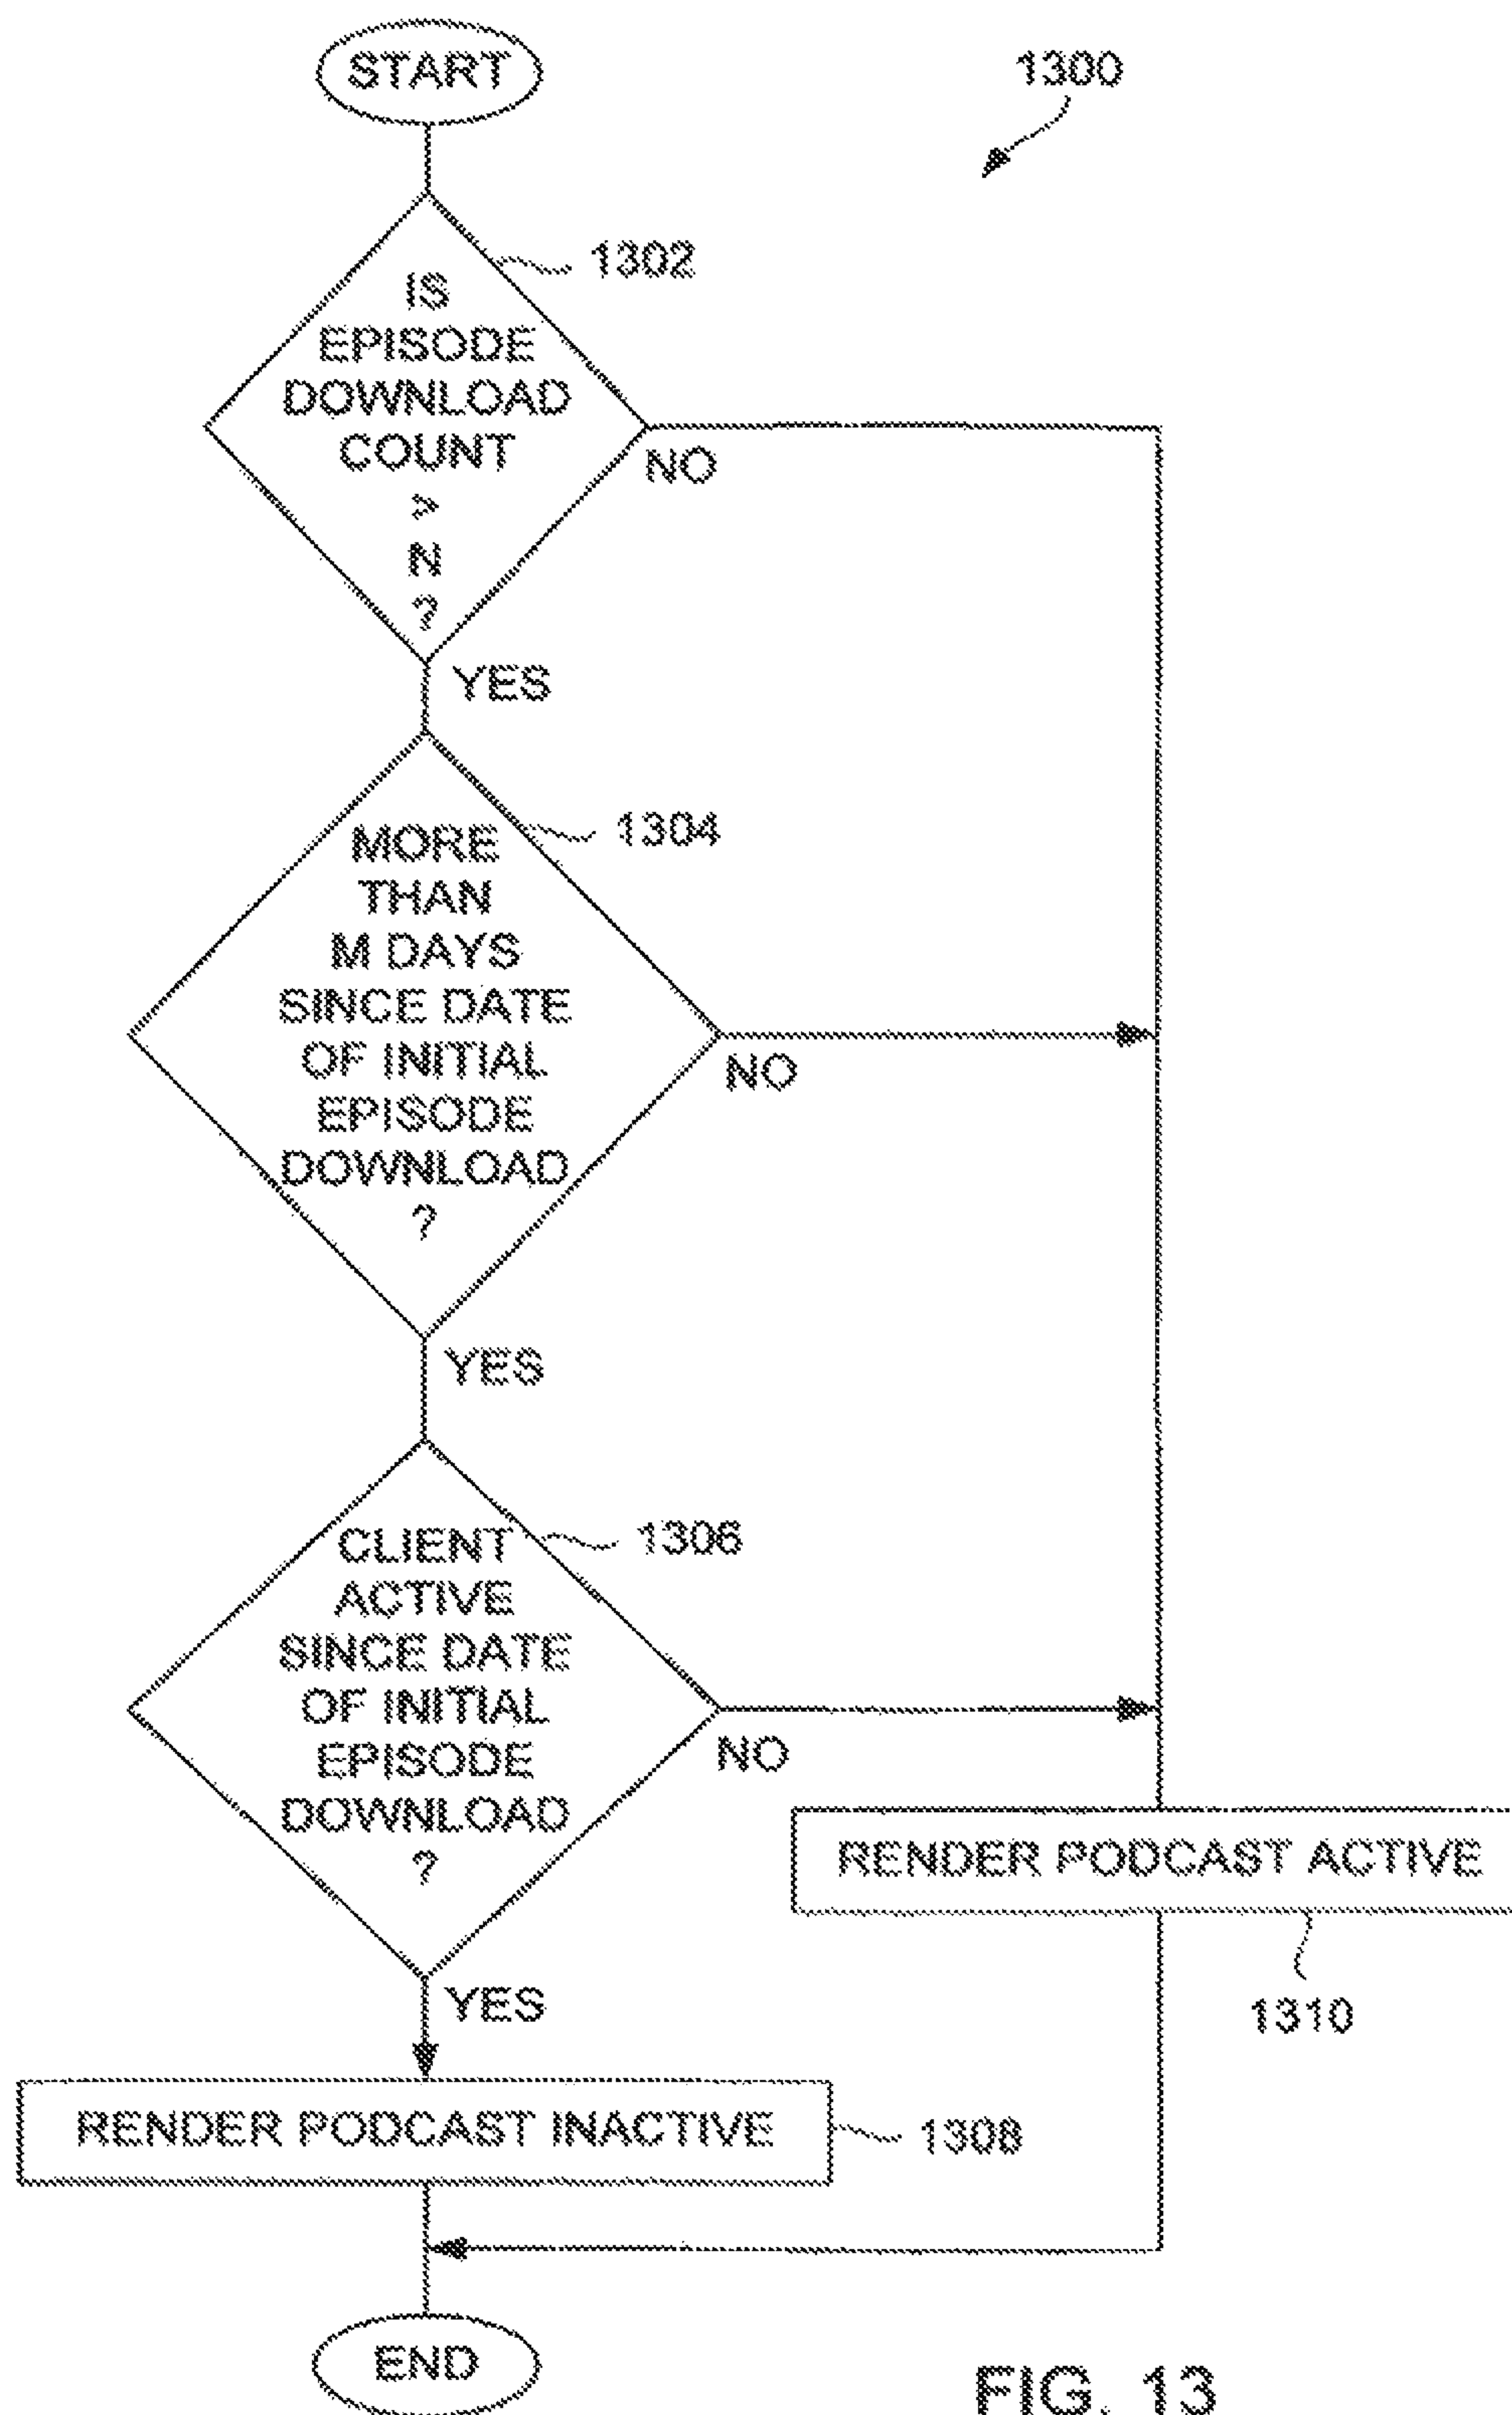 START
1300
1302
IS
EPISODE
DOWNLOAD
COUNT
>
N
?
NO
YES
1304
MORE
THAN
M DAYS
SINCE DATE
OF INITIAL
EPISODE
DOWNLOAD
?
NO
YES
1306
CLIENT
ACTIVE
SINCE DATE
OF INITIAL
EPISODE
DOWNLOAD
?
NO
RENDER PODCAST ACTIVE
1310
YES
RENDER PODCAST INACTIVE
1308
END
FIG. 13